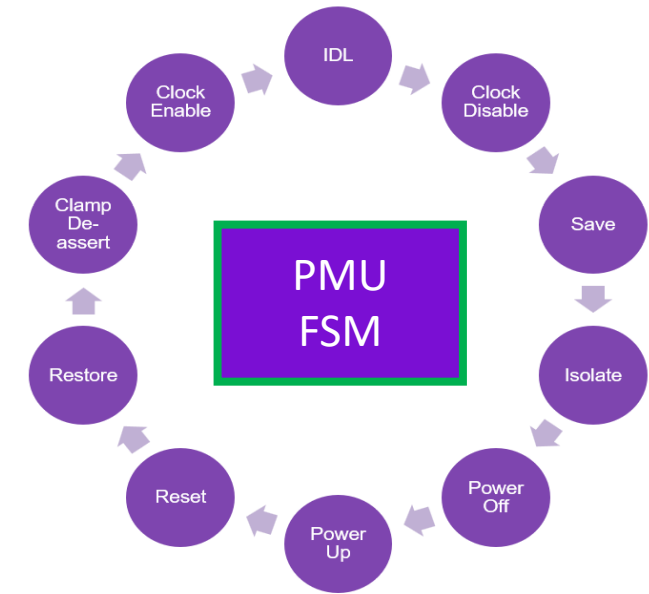 IDL
Clock
Disable
Save
Isolate
Power
Off
Power
Up
Reset
Restore
Clamp
De-
assert
Clock
Enable
PMU
FSM